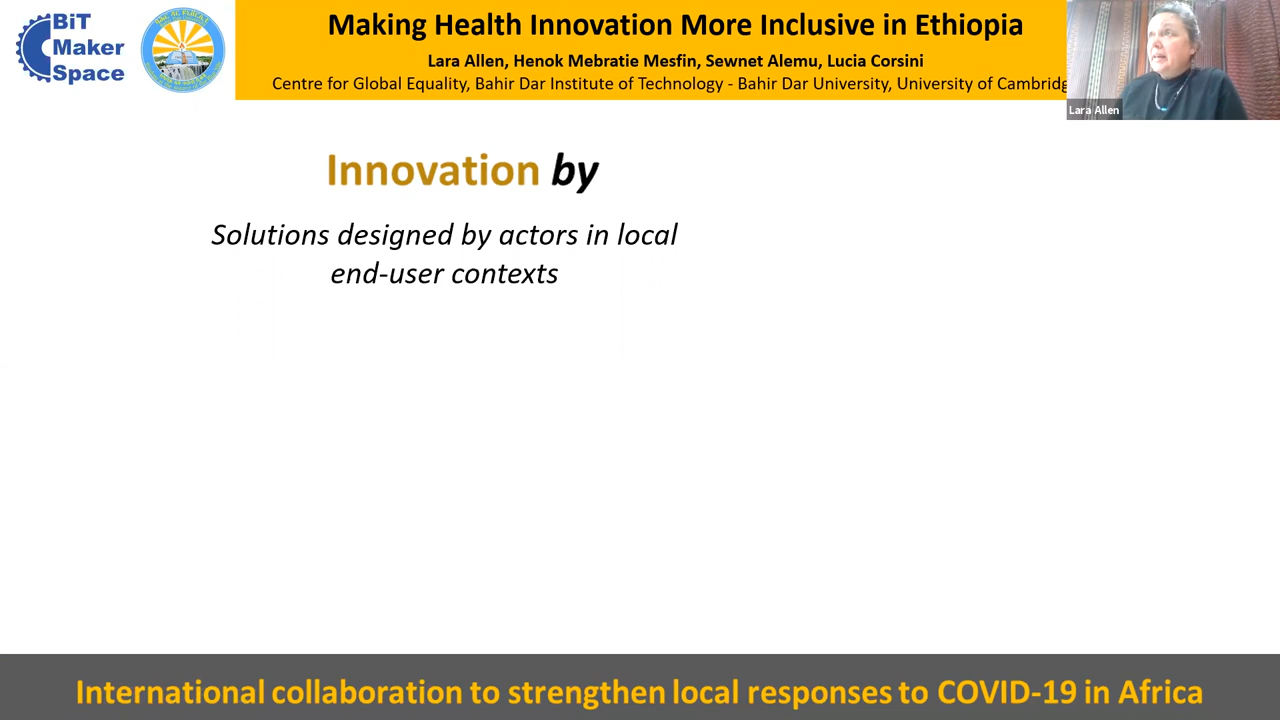 BiT
Maker
Space
Making Health Innovation More Inclusive in Ethiopia
Lara Allen, Henok Mebratie Mesfin, Sewnet Alemu, Lucia Corsini
Centre for Global Equality, Bahir Dar Institute of Technology - Bahir Dar University, University of Cambridg
Lara Allen
Innovation by
Solutions designed by actors in local
end-user contexts
International collaboration to strengthen local responses to COVID-19 in Africa